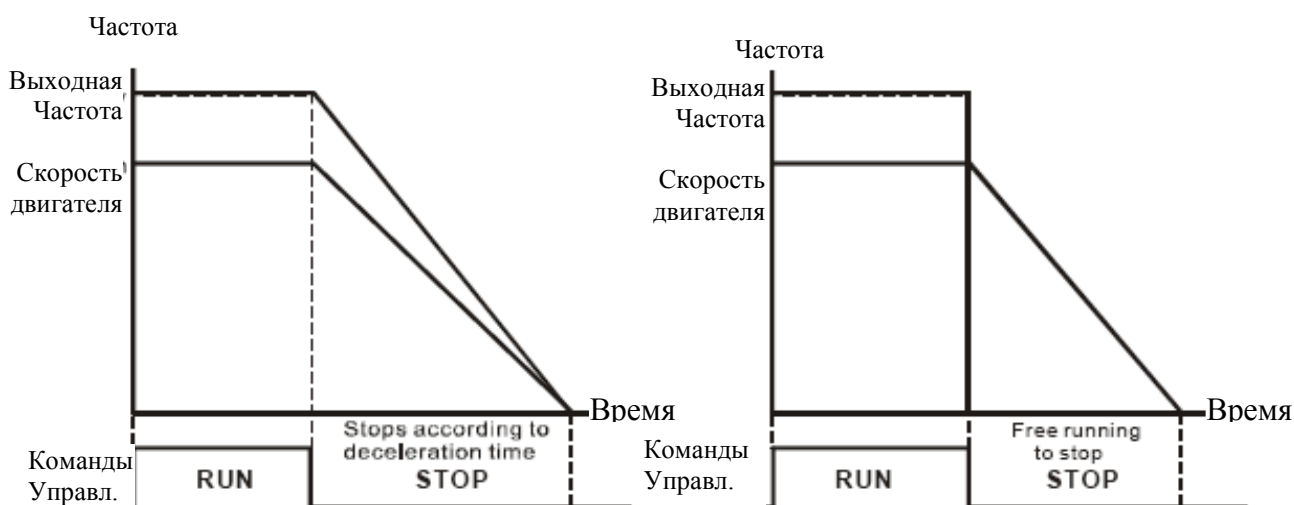 Частота
Выходная
Частота
Скорость
двигателя
Время
Stops according to
deceleration time
Команды
Управл.
RUN
STOP
Частота
Выходная
Частота
Скорость
двигателя
Время
Free running
to stop
Команды
Управл.
RUN
STOP